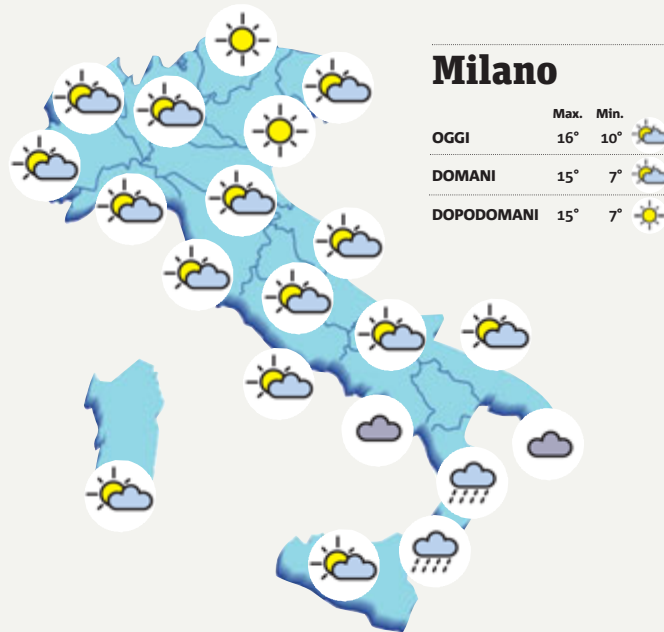 Milano
Max. Min.
OGGI 16° 10°
DOMANI 15° 7°
DOPODOMANI 15° 7°